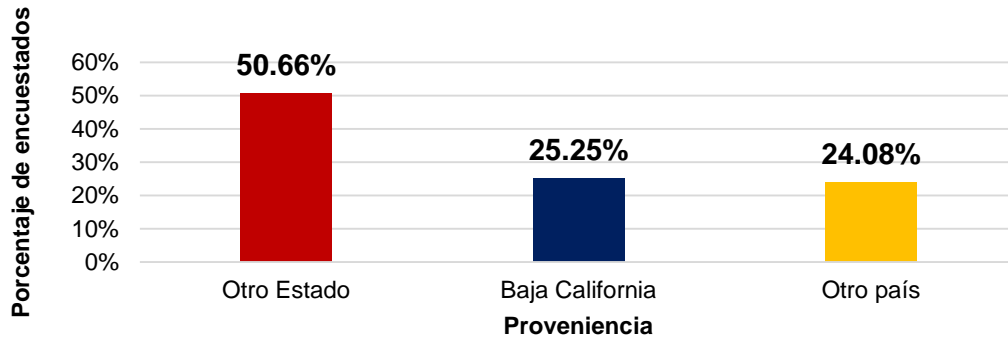 Porcentaje de encuestados
60%
50%
40%
30%
20%
10%
0%
50.66%
25.25%
24.08%
Otro Estado
Baja California
Otro país
Proveniencia